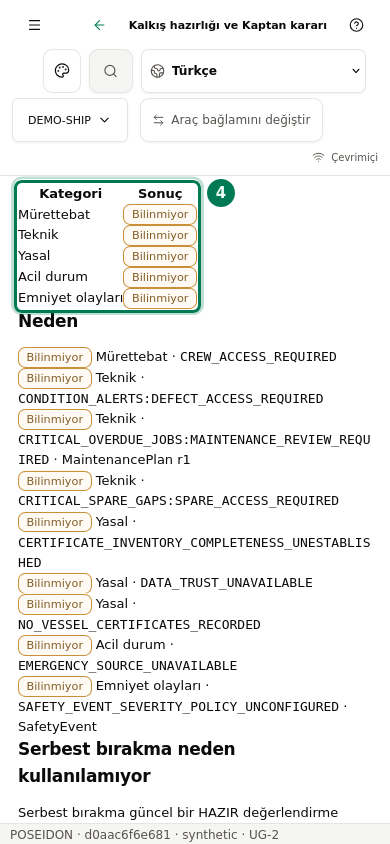 Kalkış hazırlığı ve Kaptan kararı
Türkçe
DEMO-SHIP
Araç bağlamını değiştir
Çevrimiçi
Kategori Sonuç
4
Mürettebat Bilinmiyor
Teknik Bilinmiyor
Yasal Bilinmiyor
Acil durum Bilinmiyor
Emniyet olayları Bilinmiyor
Neden
Bilinmiyor Mürettebat · CREW_ACCESS_REQUIRED
Bilinmiyor Teknik ·
CONDITION_ALERTS:DEFECT_ACCESS_REQUIRED
Bilinmiyor Teknik ·
CRITICAL_OVERDUE_JOBS:MAINTENANCE_REVIEW_REQU
IRED · MaintenancePlan r1
Bilinmiyor Teknik ·
CRITICAL_SPARE_GAPS:SPARE_ACCESS_REQUIRED
Bilinmiyor Yasal ·
CERTIFICATE_INVENTORY_COMPLETENESS_UNESTABLIS
HED
Bilinmiyor Yasal · DATA_TRUST_UNAVAILABLE
Bilinmiyor Yasal ·
NO_VESSEL_CERTIFICATES_RECORDED
Bilinmiyor Acil durum ·
EMERGENCY_SOURCE_UNAVAILABLE
Bilinmiyor Emniyet olayları ·
SAFETY_EVENT_SEVERITY_POLICY_UNCONFIGURED ·
SafetyEvent
Serbest bırakma neden
kullanılamıyor
Serbest bırakma güncel bir HAZIR değerlendirme
POSEIDON · d0aac6f6e681 · synthetic · UG-2